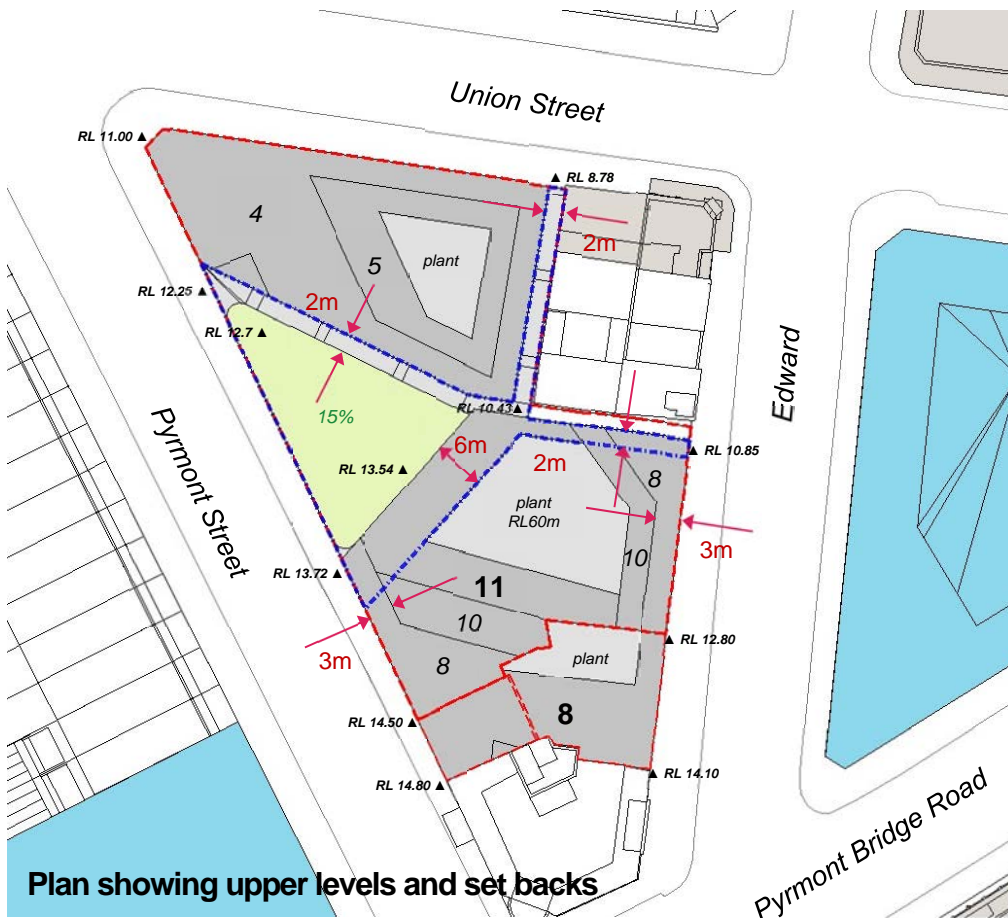 Union Street
RL 11.00
RL 8.78
4
2m
plant
5
RL 12.25
2m
RL 12.7
Edward
15%
RL 10.43
Pyrmont Street
6m
RL 10.85
RL 13.54
2m
8
plant
RL60m
3m
10
RL 13.72
11
10
RL 12.80
3m
8
plant
RL 14.50
8
RL 14.80
RL 14.10
Pyrmont Bridge Road
Plan showing upper levels and set backs